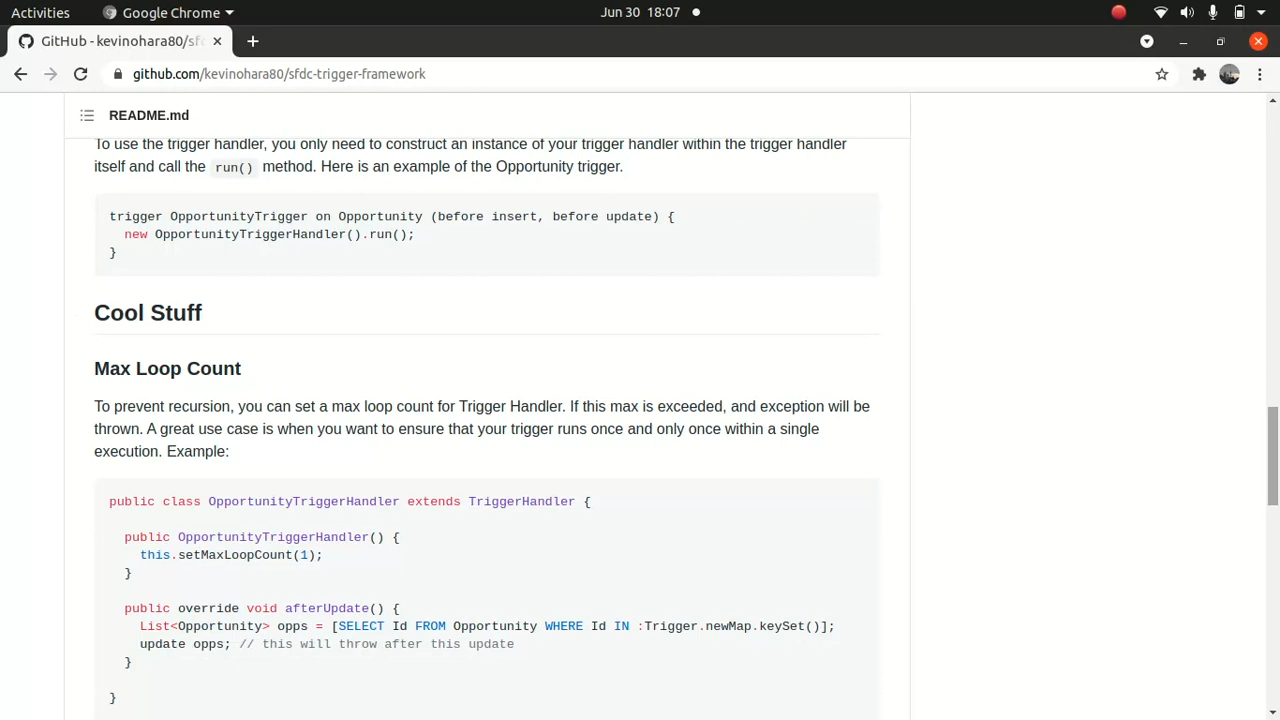 Activities
Google Chrome
Jun 30 18:07
GitHub - kevinohara80/sfd
github.com/kevinohara80/sfdc-trigger-framework
README.md
To use the trigger handler, you only need to construct an instance of your trigger handler within the trigger handler
itself and call the run() method. Here is an example of the Opportunity trigger.
trigger OpportunityTrigger on Opportunity (before insert, before update) {
new OpportunityTriggerHandler().run();
}
Cool Stuff
Max Loop Count
To prevent recursion, you can set a max loop count for Trigger Handler. If this max is exceeded, and exception will be
thrown. A great use case is when you want to ensure that your trigger runs once and only once within a single
execution. Example:
public class OpportunityTriggerHandler extends TriggerHandler {
public OpportunityTriggerHandler() {
this.setMaxLoopCount(1);
}
public override void afterUpdate() {
List<Opportunity> opps = [SELECT Id FROM Opportunity WHERE Id IN :Trigger.newMap.keySet()];
update opps; // this will throw after this update
}
}